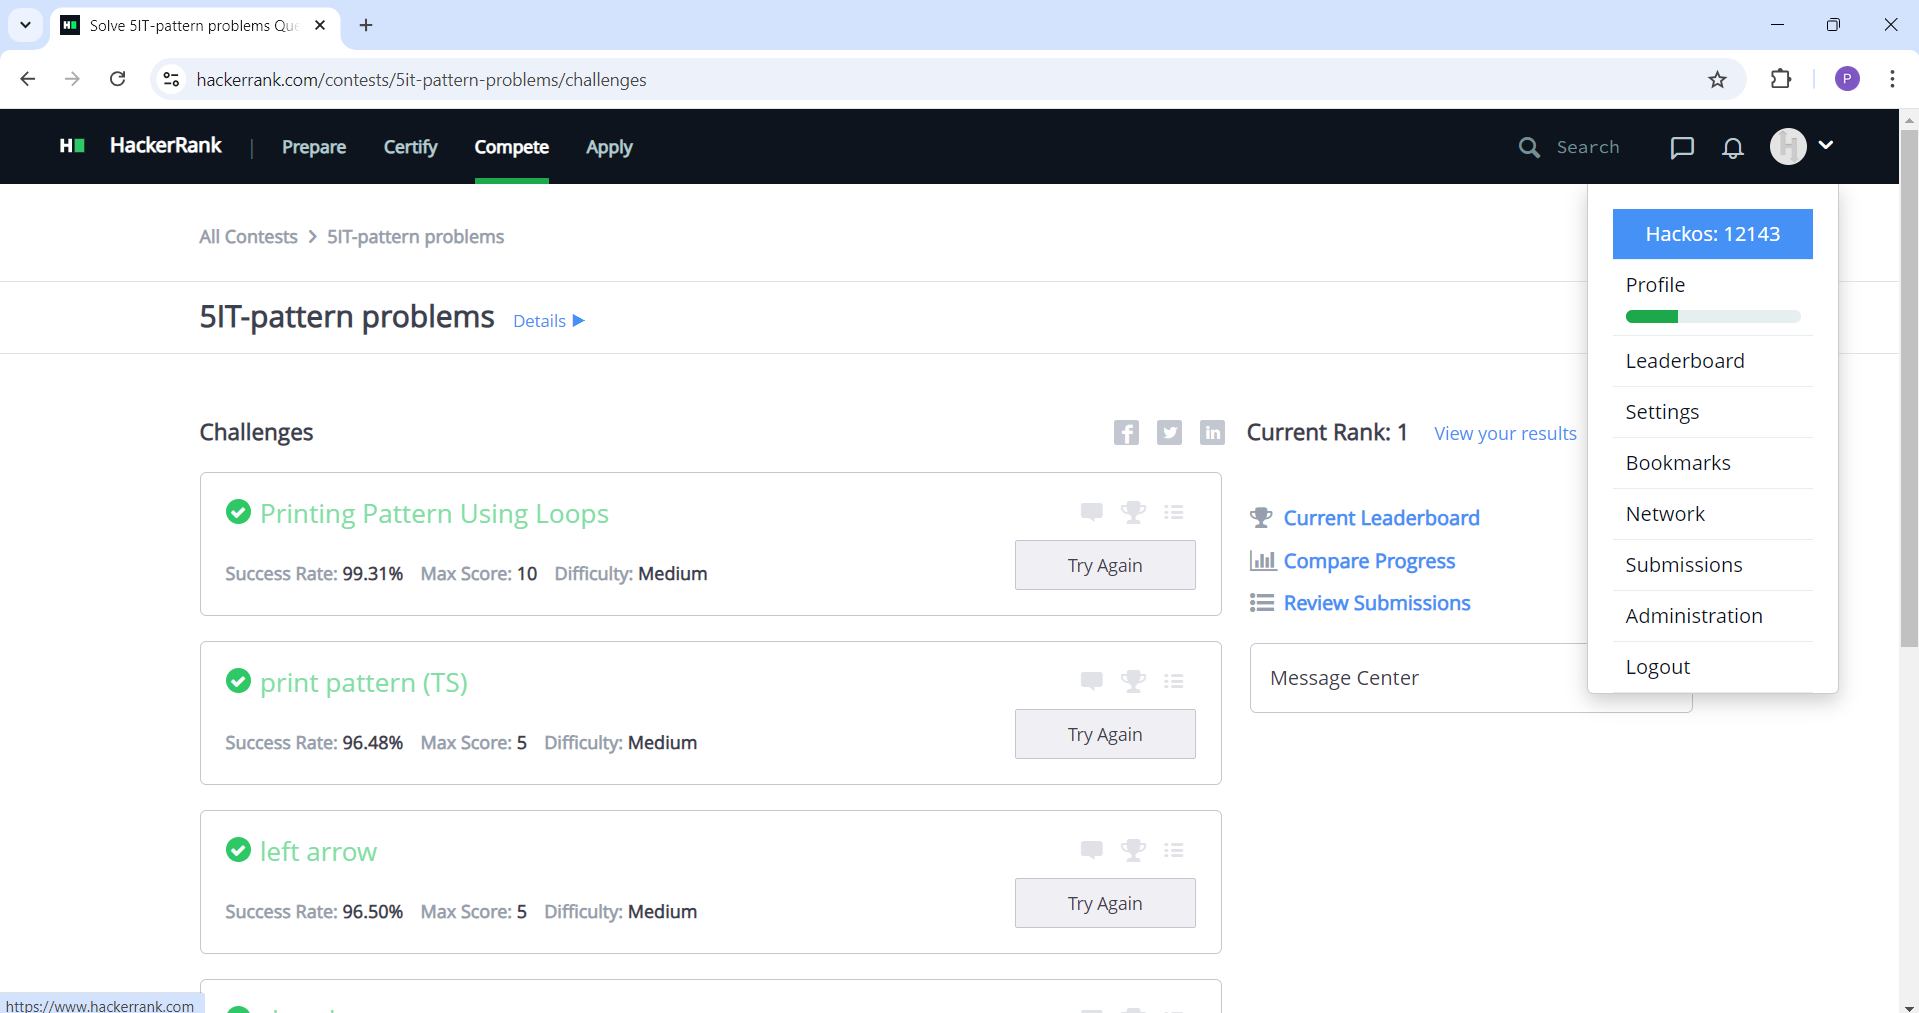 Solve 5IT-pattern problems Que
hackerrank.com/contests/5it-pattern-problems/challenges
P
H
HackerRank
Prepare
Certify
Compete
Apply
Search
H
All Contests > 5IT-pattern problems
5IT-pattern problems
Details ▶
Hackos: 12143
Profile
Leaderboard
Settings
Bookmarks
Network
Submissions
Administration
Logout
Challenges
Current Rank: 1
View your results
Printing Pattern Using Loops
Success Rate: 99.31% Max Score: 10 Difficulty: Medium
Try Again
print pattern (TS)
Success Rate: 96.48% Max Score: 5 Difficulty: Medium
Try Again
left arrow
Success Rate: 96.50% Max Score: 5 Difficulty: Medium
Try Again
Current Leaderboard
Compare Progress
Review Submissions
Message Center
https://www.hackerrank.com